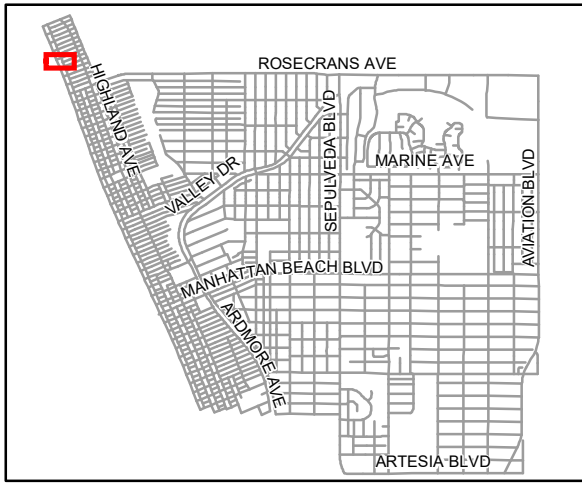 ROSECRANS AVE
HIGHLAND AVE
SEPULVEDA BLVD
MARINE AVE
VALLEY DR
AVIATION BLVD
MANHATTAN BEACH BLVD
ARDMORE AVE
ARTESIA BLVD